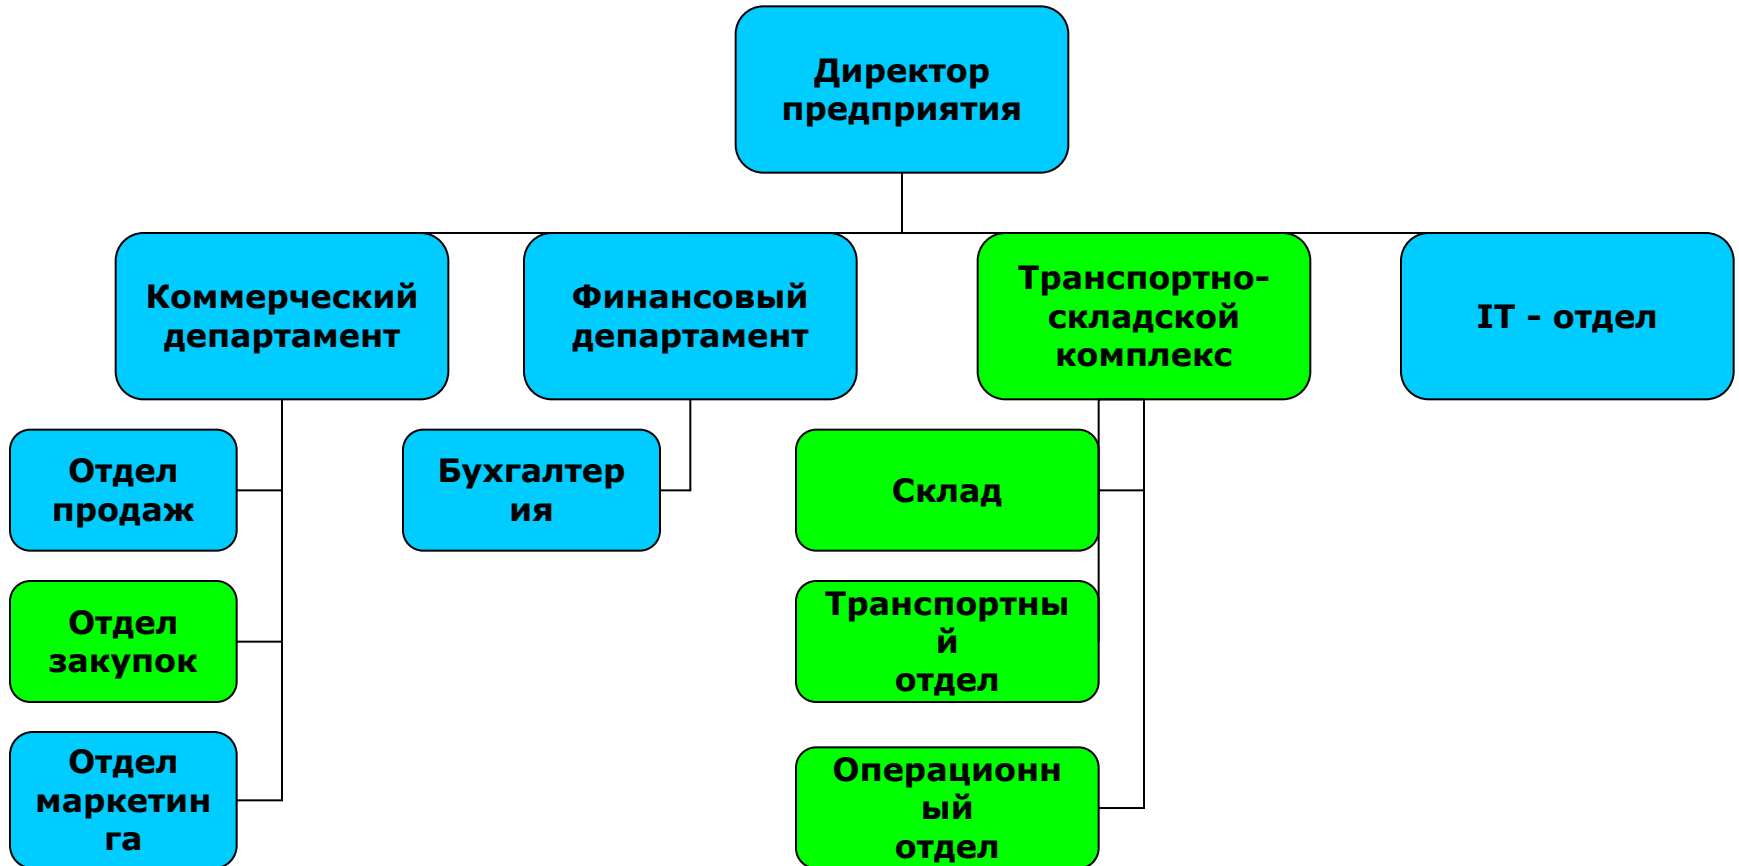 Директор
предприятия
Коммерческий
департамент
Финансовый
департамент
Транспортно-
складской
комплекс
IT - отдел
Отдел
продаж
Бухгалтер
ия
Склад
Отдел
закупок
Транспортны
й
отдел
Отдел
маркетин
га
Операционн
ый
отдел